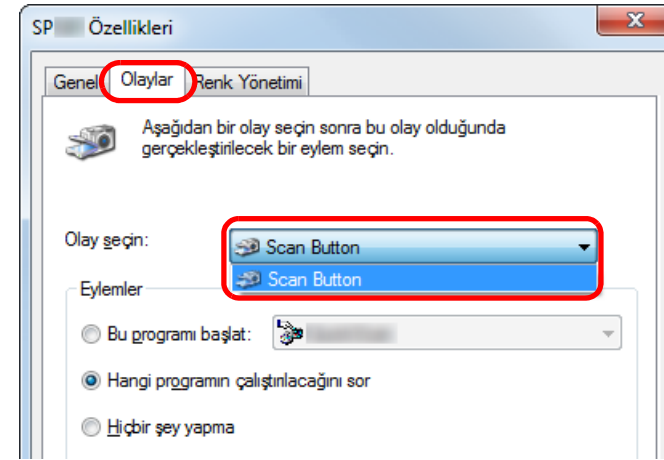 SP Özellikleri
Genel Olaylar Renk Yönetimi
Aşağıdan bir olay seçin sonra bu olay olduğunda
gerçekleştirilecek bir eylem seçin.
Olay seçin: Scan Button
Scan Button
Eylemler
Bu programı başlat:
Hangi programın çalıştırılacağını sor
Hiçbir şey yapma